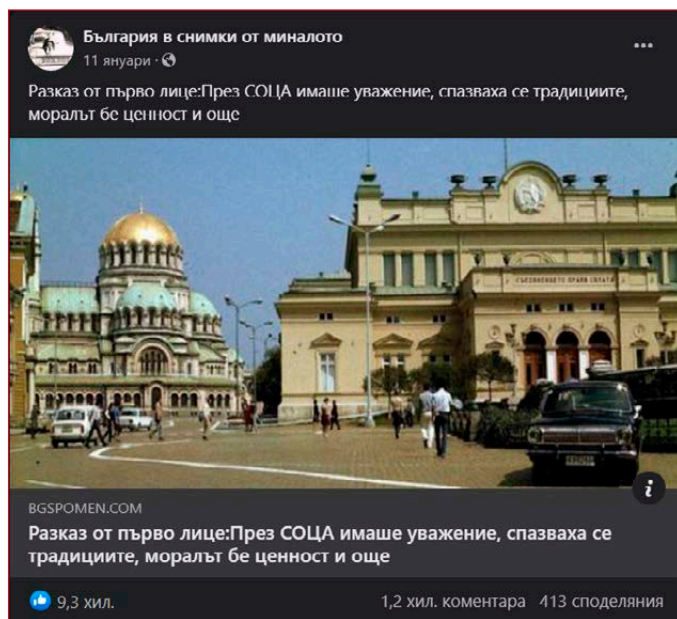 България в снимки от миналото
11 януари ·
Разказ от първо лице:През СОЦА имаше уважение, спазваха се традициите,
моралът бе ценност и още
СЪЕДИНЕНИЕТО ПРАВИ СИЛАТА
BGSPOMEN.COM
Разказ от първо лице:През СОЦА имаше уважение, спазваха се
традициите, моралът бе ценност и още
9,3 хил.
1,2 хил. коментара 413 споделяния